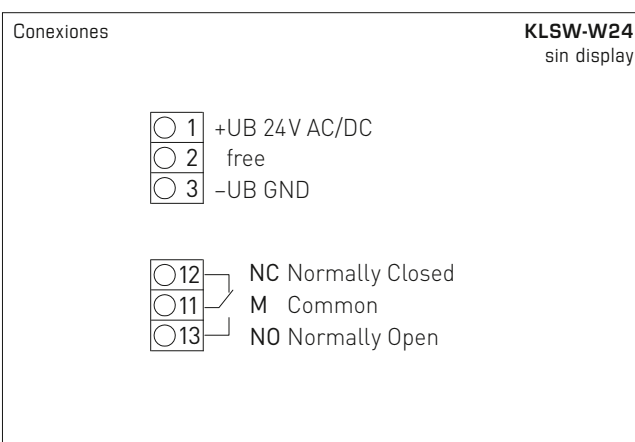 Conexiones
KLSW-W24
sin display
1 +UB 24V AC/DC
2 free
3 –UB GND
12 NC Normally Closed
11 M Common
13 NO Normally Open